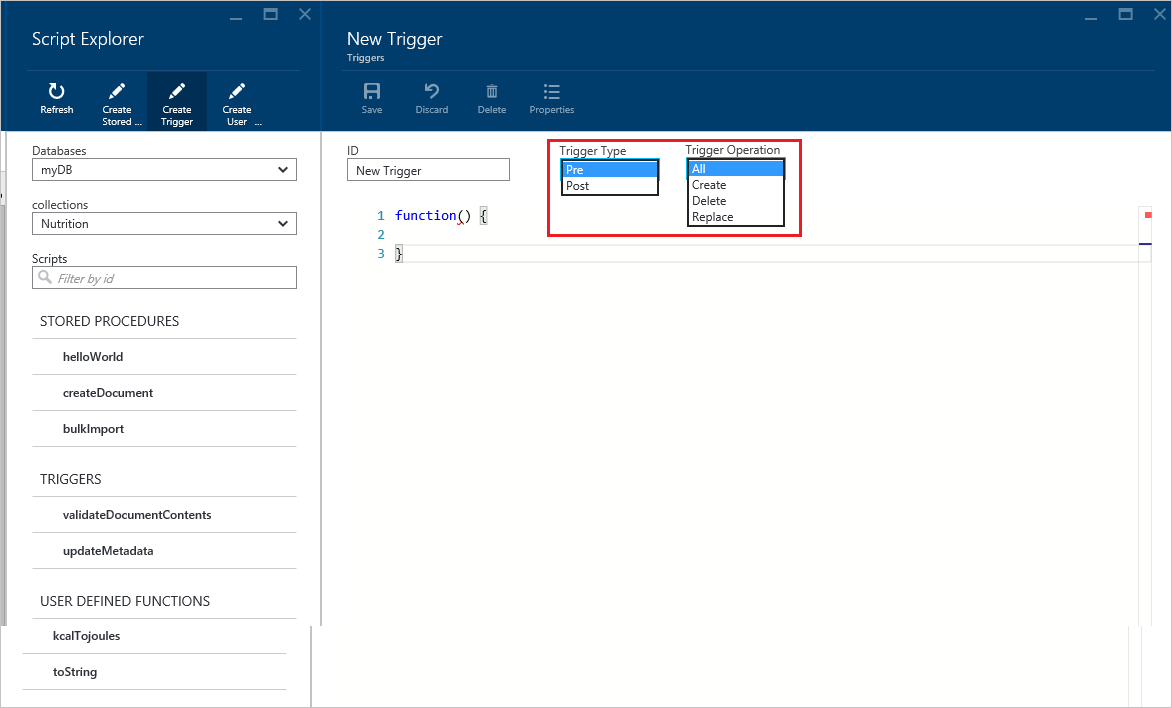 Script Explorer
Refresh
Create
Stored ...
Create
Trigger
Create
User ...
Databases
myDB
collections
Nutrition
Scripts
Filter by id
STORED PROCEDURES
helloWorld
createDocument
bulkImport
TRIGGERS
validateDocumentContents
updateMetadata
USER DEFINED FUNCTIONS
kcalTojoules
toString
New Trigger
Triggers
Save
Discard
Delete
Properties
ID
New Trigger
Trigger Type
Pre
Post
Trigger Operation
All
Create
Delete
Replace
1 function() {
2
3 }